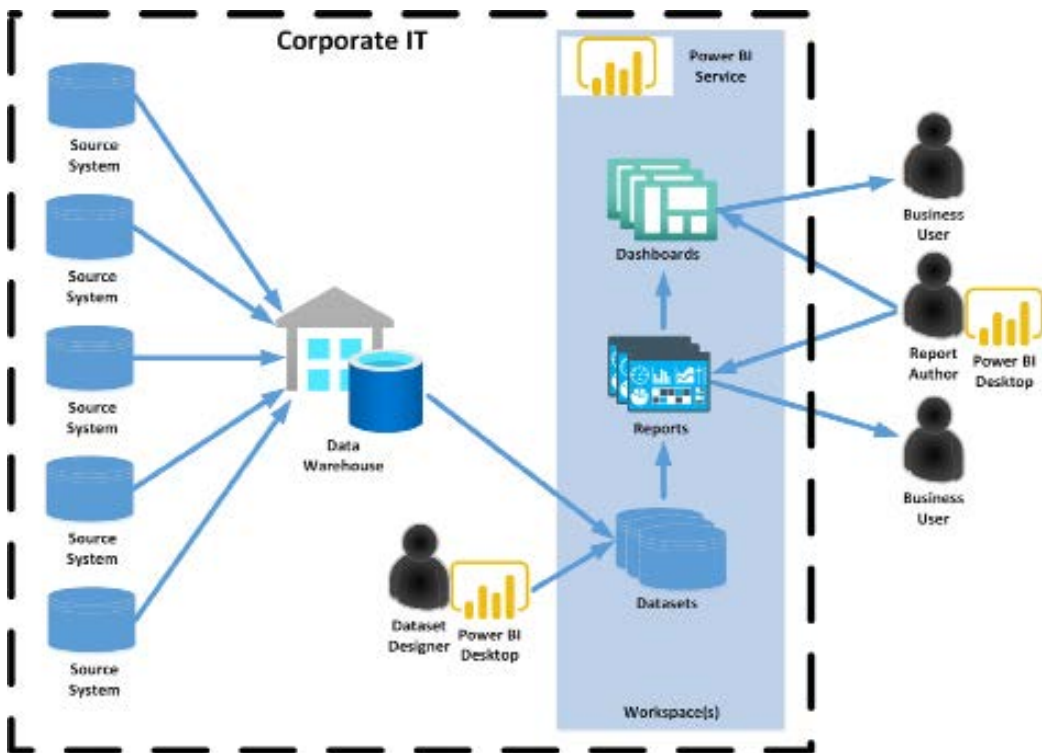 Corporate IT
Power BI
Service
Source
System
Source
System
Source
System
Source
System
Source
System
Data
Warehouse
Dataset
Designer
Power BI
Desktop
Dashboards
Reports
Datasets
Workspace(s)
Business
User
Report
Author
Power BI
Desktop
Business
User